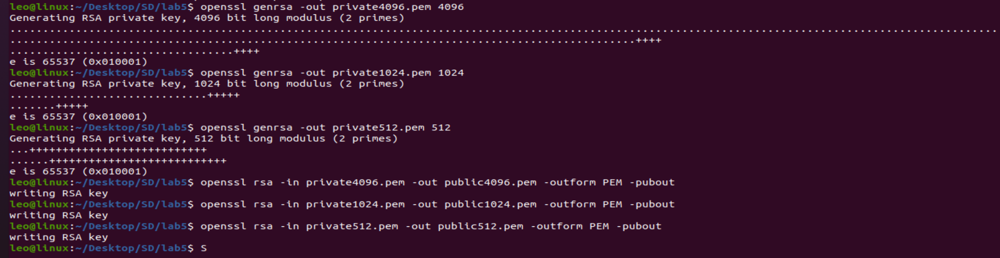 leo@linux:~/Desktop/SD/lab5$ openssl genrsa -out private4096.pem 4096
Generating RSA private key, 4096 bit long modulus (2 primes)
......................................................................................................................................................
...............................................................................................++++
..................................++++
e is 65537 (0x010001)
leo@linux:~/Desktop/SD/lab5$ openssl genrsa -out private1024.pem 1024
Generating RSA private key, 1024 bit long modulus (2 primes)
..............................+++++
.......+++++
e is 65537 (0x010001)
leo@linux:~/Desktop/SD/lab5$ openssl genrsa -out private512.pem 512
Generating RSA private key, 512 bit long modulus (2 primes)
...+++++++++++++++++++++++++++
......+++++++++++++++++++++++++++
e is 65537 (0x010001)
leo@linux:~/Desktop/SD/lab5$ openssl rsa -in private4096.pem -out public4096.pem -outform PEM -pubout
writing RSA key
leo@linux:~/Desktop/SD/lab5$ openssl rsa -in private1024.pem -out public1024.pem -outform PEM -pubout
writing RSA key
leo@linux:~/Desktop/SD/lab5$ openssl rsa -in private512.pem -out public512.pem -outform PEM -pubout
writing RSA key
leo@linux:~/Desktop/SD/lab5$ S